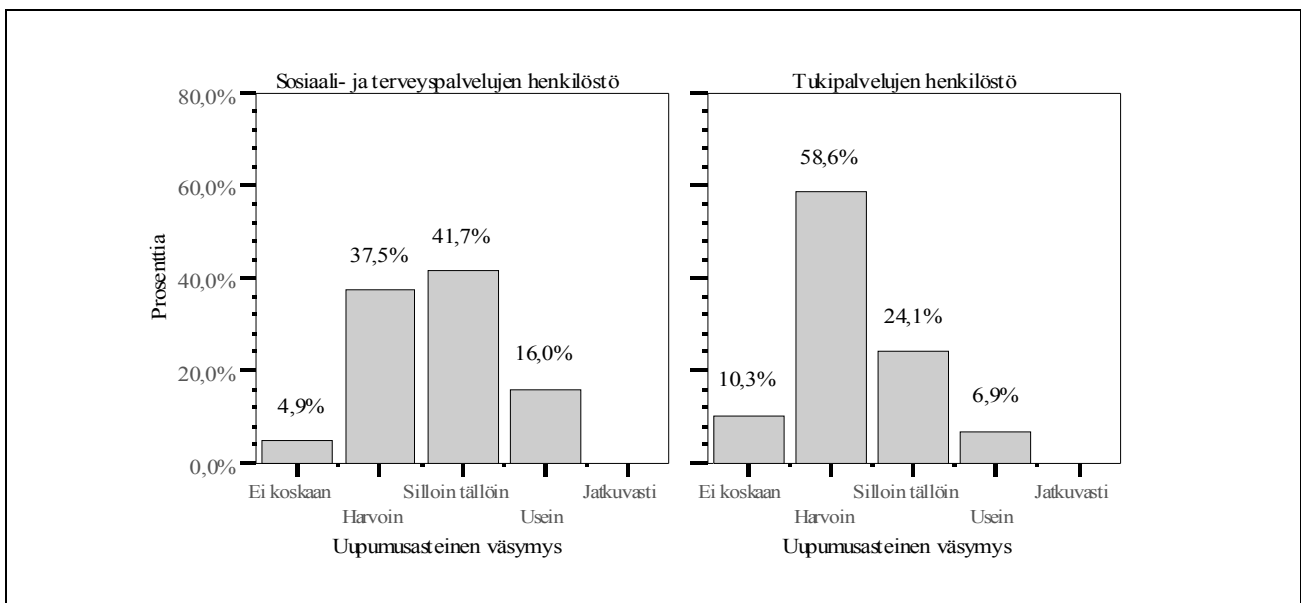 Sosiaali- ja terveyspalvelujen henkilöstö
Tukipalvelujen henkilöstö
80,0%
60,0%
40,0%
20,0%
0,0%
Prosenttia
4,9%
37,5%
41,7%
16,0%
10,3%
58,6%
24,1%
6,9%
Ei koskaan
Harvoin
Silloin tällöin
Usein
Jatkuvasti
Ei koskaan
Harvoin
Silloin tällöin
Usein
Jatkuvasti
Uupumusasteinen väsymys
Uupumusasteinen väsymys